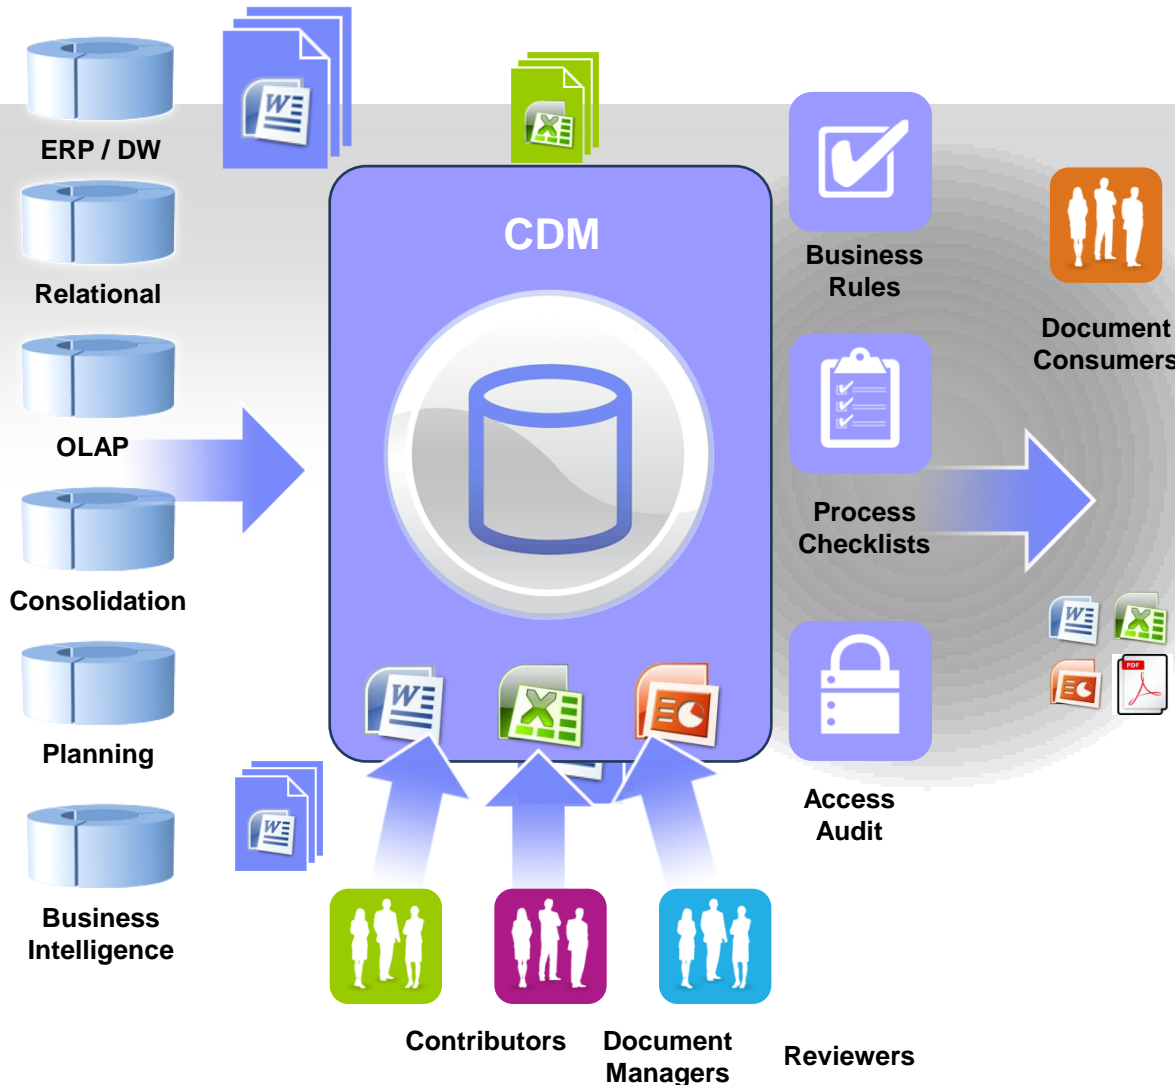 ERP / DW
Relational
OLAP
Consolidation
Planning
Business
Intelligence
W
X
CDM
W
X
W
Business
Rules
Process
Checklists
Access
Audit
Document
Consumers
W
X
PDF
Contributors
Document
Managers
Reviewers